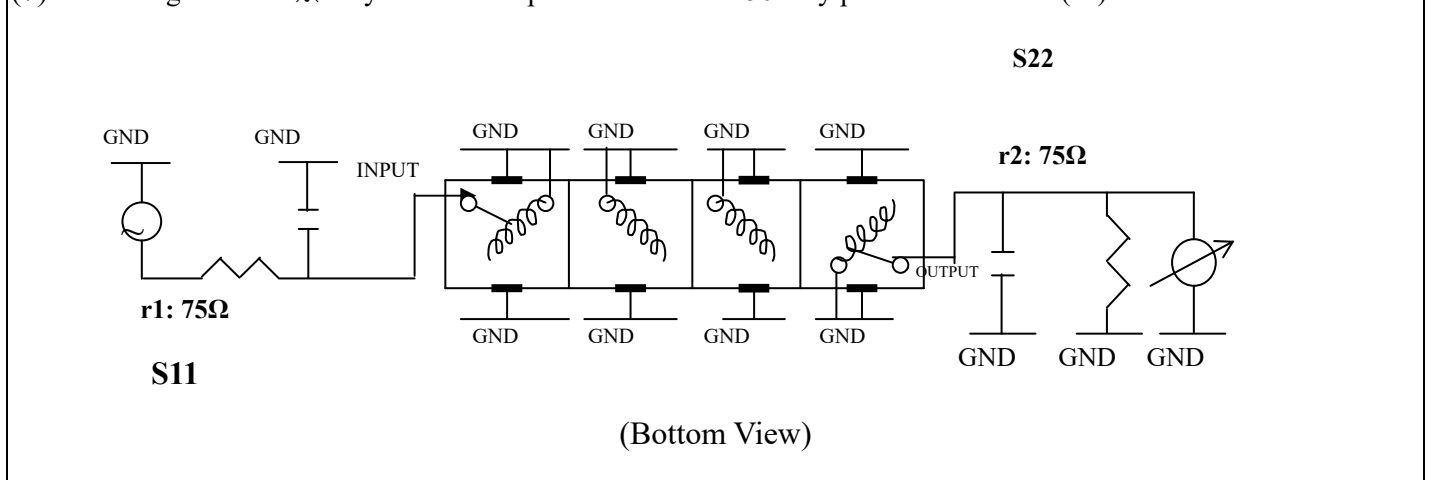 S22
GND GND GND GND GND GND
INPUT
r2: 75Ω
OUTPUT
r1: 75Ω
GND GND GND GND
GND GND GND
S11
(Bottom View)